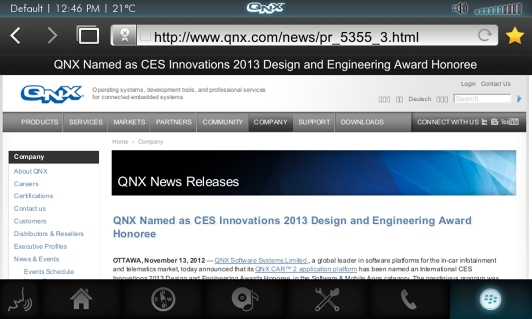 Default | 12:46 PM | 21°C
QNX
http://www.qnx.com/news/pr_5355_3.html
QNX Named as CES Innovations 2013 Design and Engineering Award Honoree
QNX
Operating systems, development tools, and professional services
for connected embedded systems
Login Contact Us
Deutsch
Search
PRODUCTS SERVICES MARKETS PARTNERS COMMUNITY COMPANY SUPPORT DOWNLOADS CONNECT WITH US
Home > Company
Company
About QNX
Careers
Certifications
Contact us
Customers
Distributors & Resellers
Executive Profiles
News & Events
Events Schedule
QNX News Releases
QNX Named as CES Innovations 2013 Design and Engineering Award
Honoree
OTTAWA, November 13, 2012 — QNX Software Systems Limited, a global leader in software platforms for the in-car infotainment
and telematics market, today announced that its QNX CAR™ 2 application platform has been named an International CES
Innovations 2013 Design and Engineering Awards Honoree, in the Software & Mobile Apps category. The prestigious program was